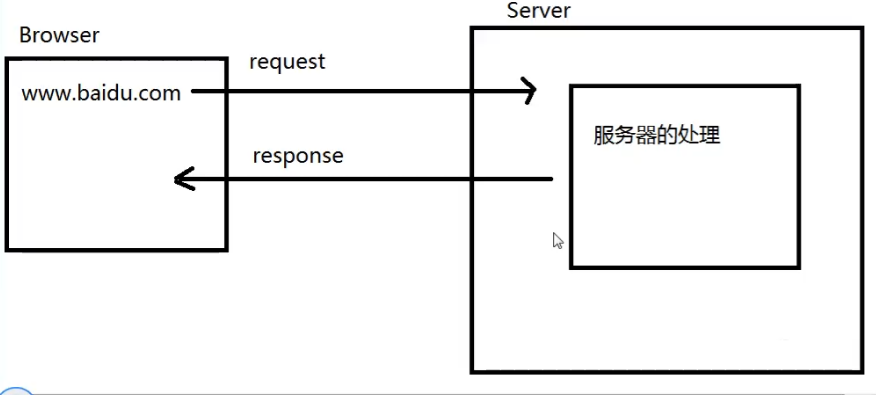 Server
Browser
request
www.baidu.com
服务器的处理
response